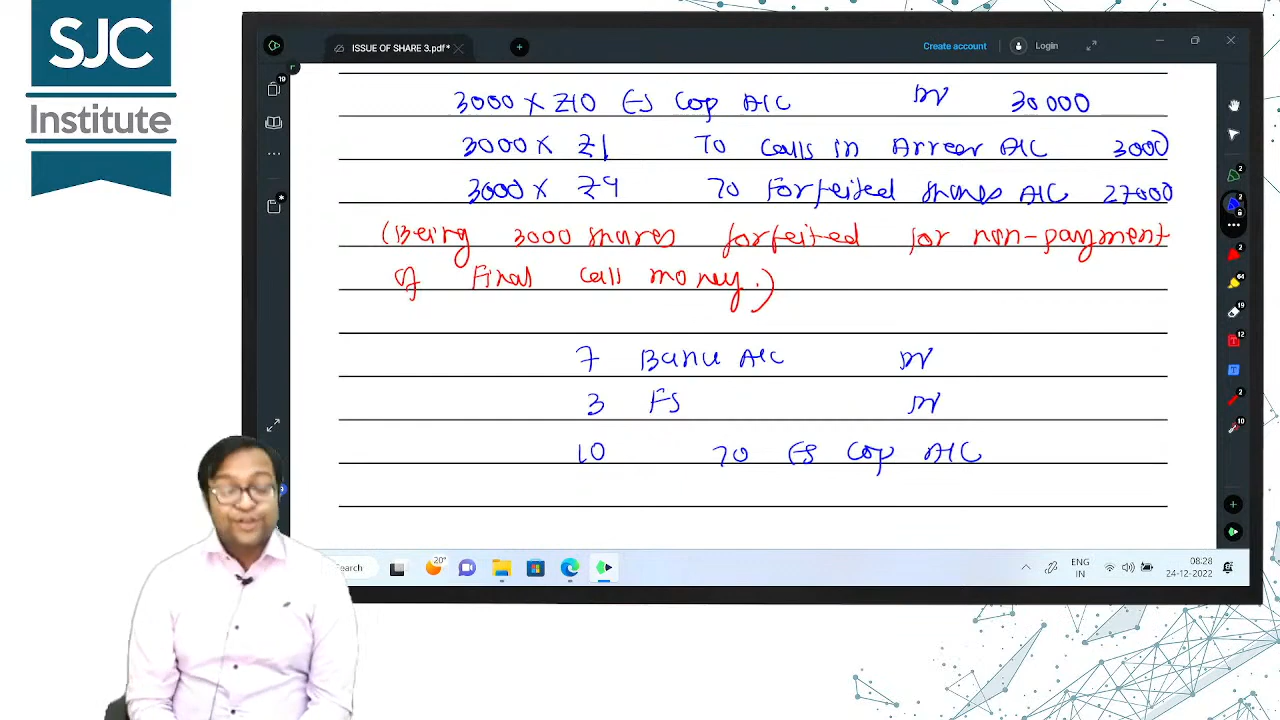 SJC
Institute
ISSUE OF SHARE 3.pdf*
Create account
Login
3000 X ₹10 ES Cap A/C Dr 30000
3000 X ₹1 To Calls in Arrear A/C 3000
3000 X ₹9 To Forfeited shares A/C 27000
(Being 3000 shares forfeited for non-payment
of Final call money.)
7 Bank A/C Dr
3 FS Dr
10 To ES Cap A/C
Search
20°
ENG
IN
08:28
24-12-2022